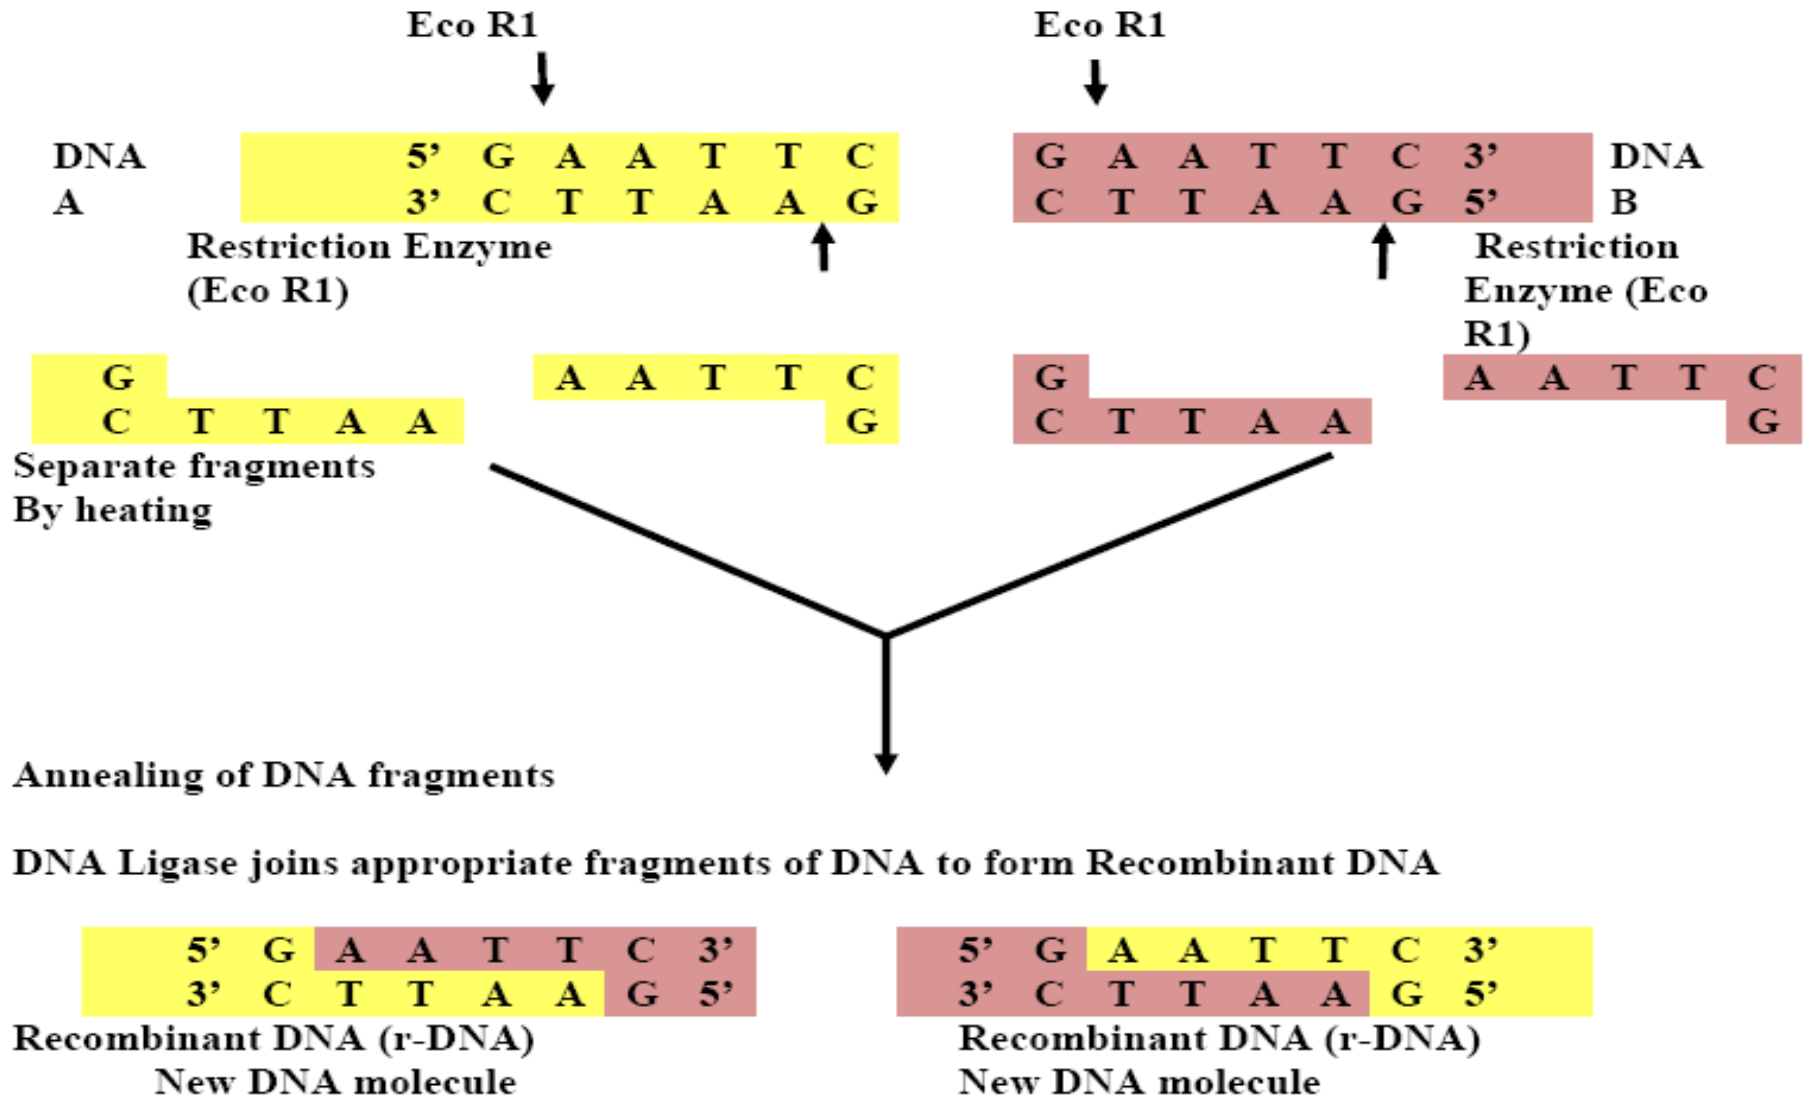 Eco R1 Eco R1
DNA 5’ G A A T T C G A A T T C 3’ DNA
A 3’ C T T A A G C T T A A G 5’ B
Restriction Enzyme
(Eco R1)
Restriction
Enzyme (Eco
R1)
G A A T T C G A A T T C
C T T A A G C T T A A G
Separate fragments
By heating
Annealing of DNA fragments
DNA Ligase joins appropriate fragments of DNA to form Recombinant DNA
5’ G A A T T C 3’ 5’ G A A T T C 3’
3’ C T T A A G 5’ 3’ C T T A A G 5’
Recombinant DNA (r-DNA)
New DNA molecule
Recombinant DNA (r-DNA)
New DNA molecule